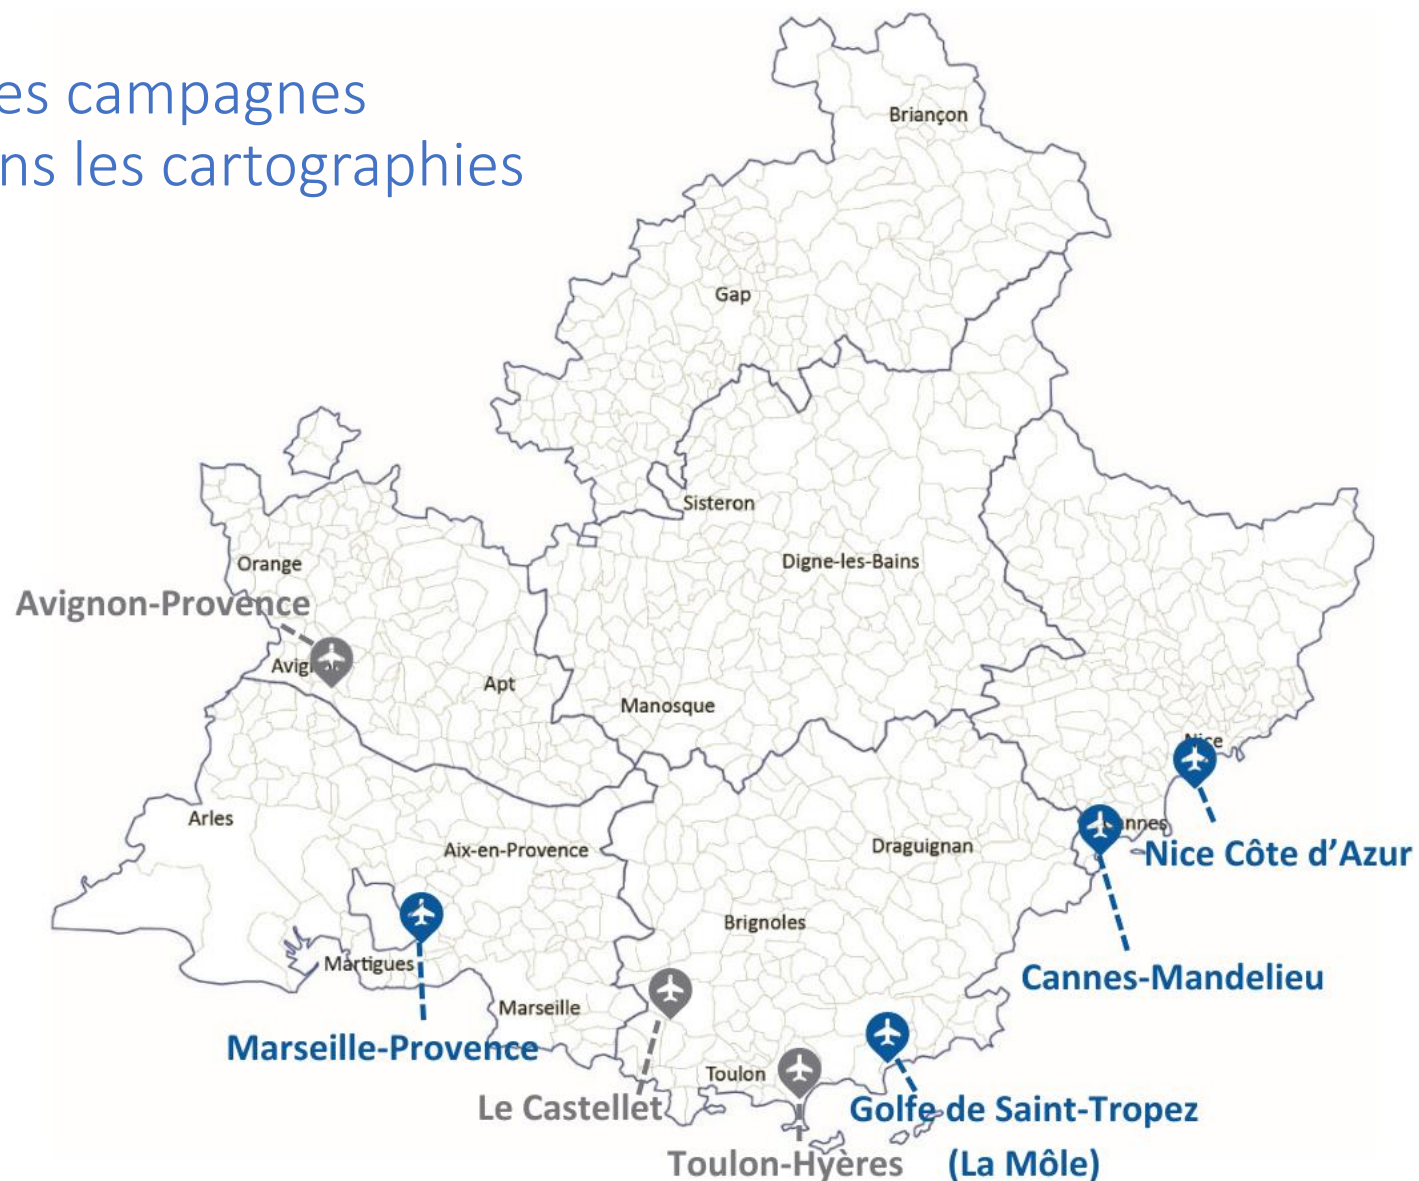 es campagnes
ns les cartographies
Briançon
Gap
Sisteron
Orange
Digne-les-Bains
Avignon-Provence
Apt
Manosque
Nice
Arles
Aix-en-Provence
Draguignan
Nice Côte d'Azur
Brignoles
Martigues
Cannes-Mandelieu
Marseille
Marseille-Provence
Toulon
Le Castellet
Golfe de Saint-Tropez
(La Môle)
Toulon-Hyères